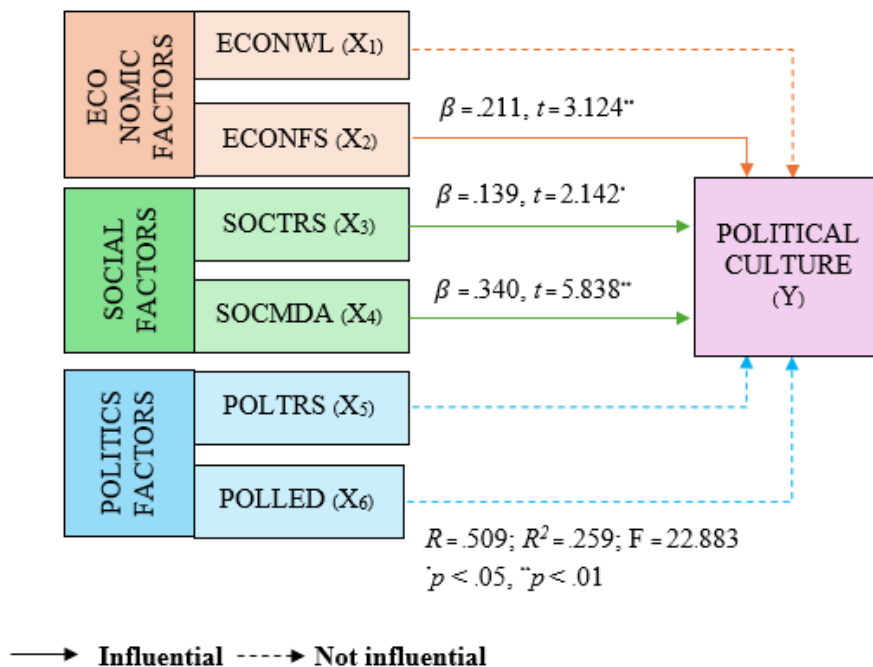 ECO
NOMIC
FACTORS
ECONWL (X₁)
ECONFS (X₂)
β = .211, t = 3.124**
SOCIAL
FACTORS
SOCTRS (X₃)
β = .139, t = 2.142*
SOCMDA (X₄)
β = .340, t = 5.838**
POLITICAL
CULTURE
(Y)
POLITICS
FACTORS
POLTRS (X₅)
POLLED (X₆)
R = .509; R² = .259; F = 22.883
*p < .05, **p < .01
Influential
Not influential